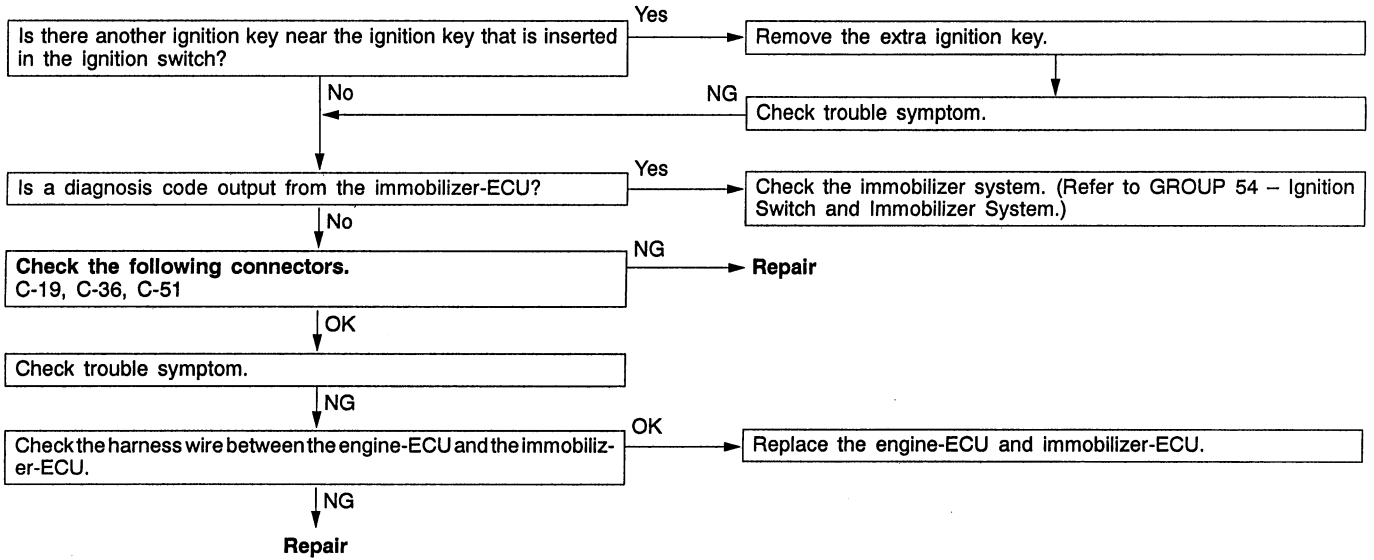 Yes
Is there another ignition key near the ignition key that is inserted
in the ignition switch?
Remove the extra ignition key.
No
NG
Check trouble symptom.
Yes
Is a diagnosis code output from the immobilizer-ECU?
Check the immobilizer system. (Refer to GROUP 54 – Ignition
Switch and Immobilizer System.)
No
NG
Check the following connectors.
C-19, C-36, C-51
Repair
OK
Check trouble symptom.
NG
OK
Check the harness wire between the engine-ECU and the immobiliz-
er-ECU.
Replace the engine-ECU and immobilizer-ECU.
NG
Repair